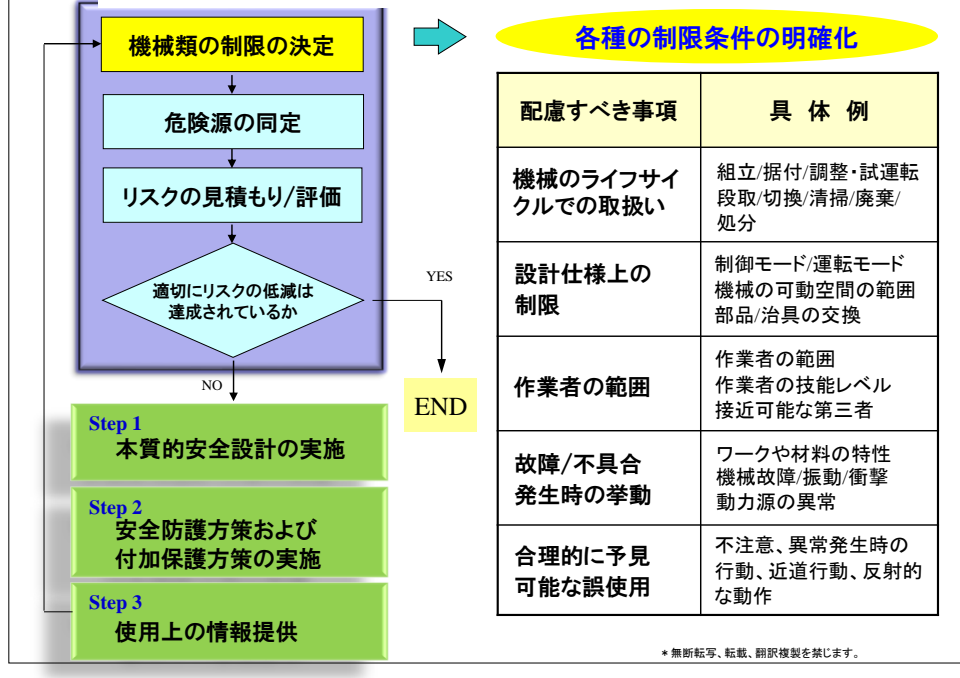 機械類の制限の決定
危険源の同定
リスクの見積もり/評価
適切にリスクの低減は
達成されているか
YES
NO
END
Step 1
本質的安全設計の実施
Step 2
安全防護方策および
付加保護方策の実施
Step 3
使用上の情報提供
各種の制限条件の明確化
配慮すべき事項
具 体 例
機械のライフサイ
クルでの取扱い
組立/据付/調整・試運転
段取/切換/清掃/廃棄/
処分
設計仕様上の
制限
制御モード/運転モード
機械の可動空間の範囲
部品/治具の交換
作業者の範囲
作業者の範囲
作業者の技能レベル
接近可能な第三者
故障/不具合
発生時の挙動
ワークや材料の特性
機械故障/振動/衝撃
動力源の異常
合理的に予見
可能な誤使用
不注意、異常発生時の
行動、近道行動、反射的
な動作
* 無断転写、転載、翻訳複製を禁じます。